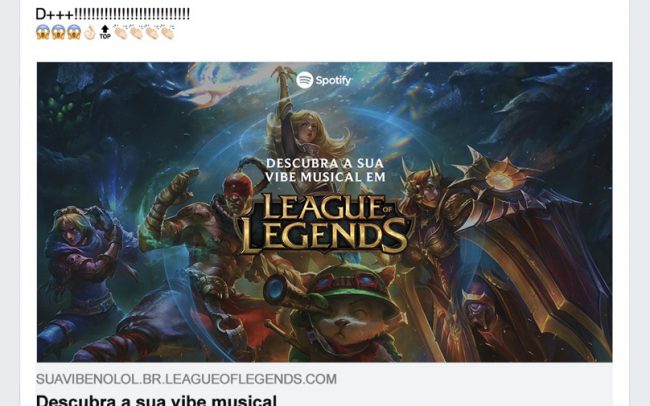 D+++!!!!!!!!!!!!!!!!!!!!!!!!!!!
😱😱😱👌🏻🔝👏🏻👏🏻👏🏻👏🏻
Spotify
DESCUBRA A SUA
VIBE MUSICAL EM
LEAGUE OF
LEGENDS
SUAVIBENOLOL.BR.LEAGUEOFLEGENDS.COM
Descubra a sua vibe musical